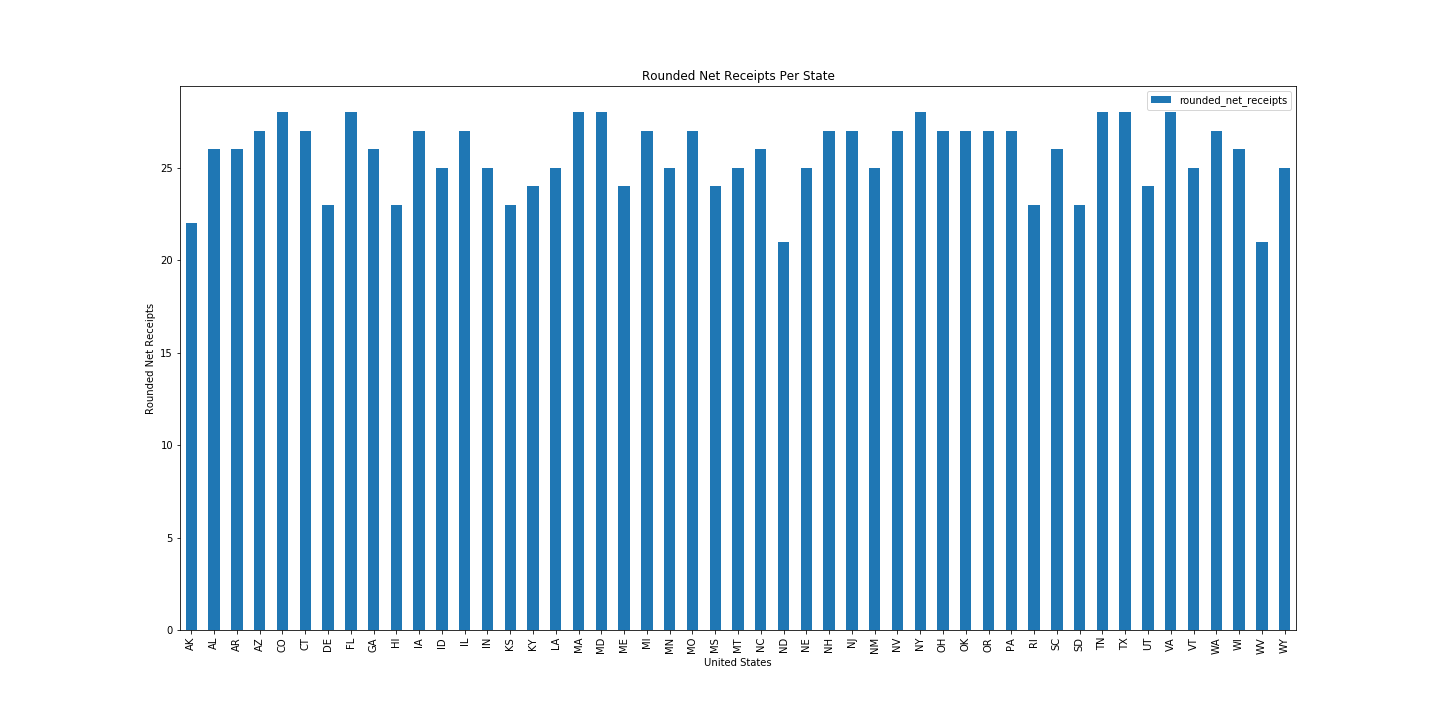 Rounded Net Receipts Per State
rounded_net_receipts
25
20
15
10
5
0
Rounded Net Receipts
AK AL AR AZ CO CT DE FL GA HI IA ID IL IN KS KY LA MA MD ME MI MN MO MS MT NC ND NE NH NJ NM NV NY OH OK OR PA RI SC SD TN TX UT VA VT WA WI WV WY
United States